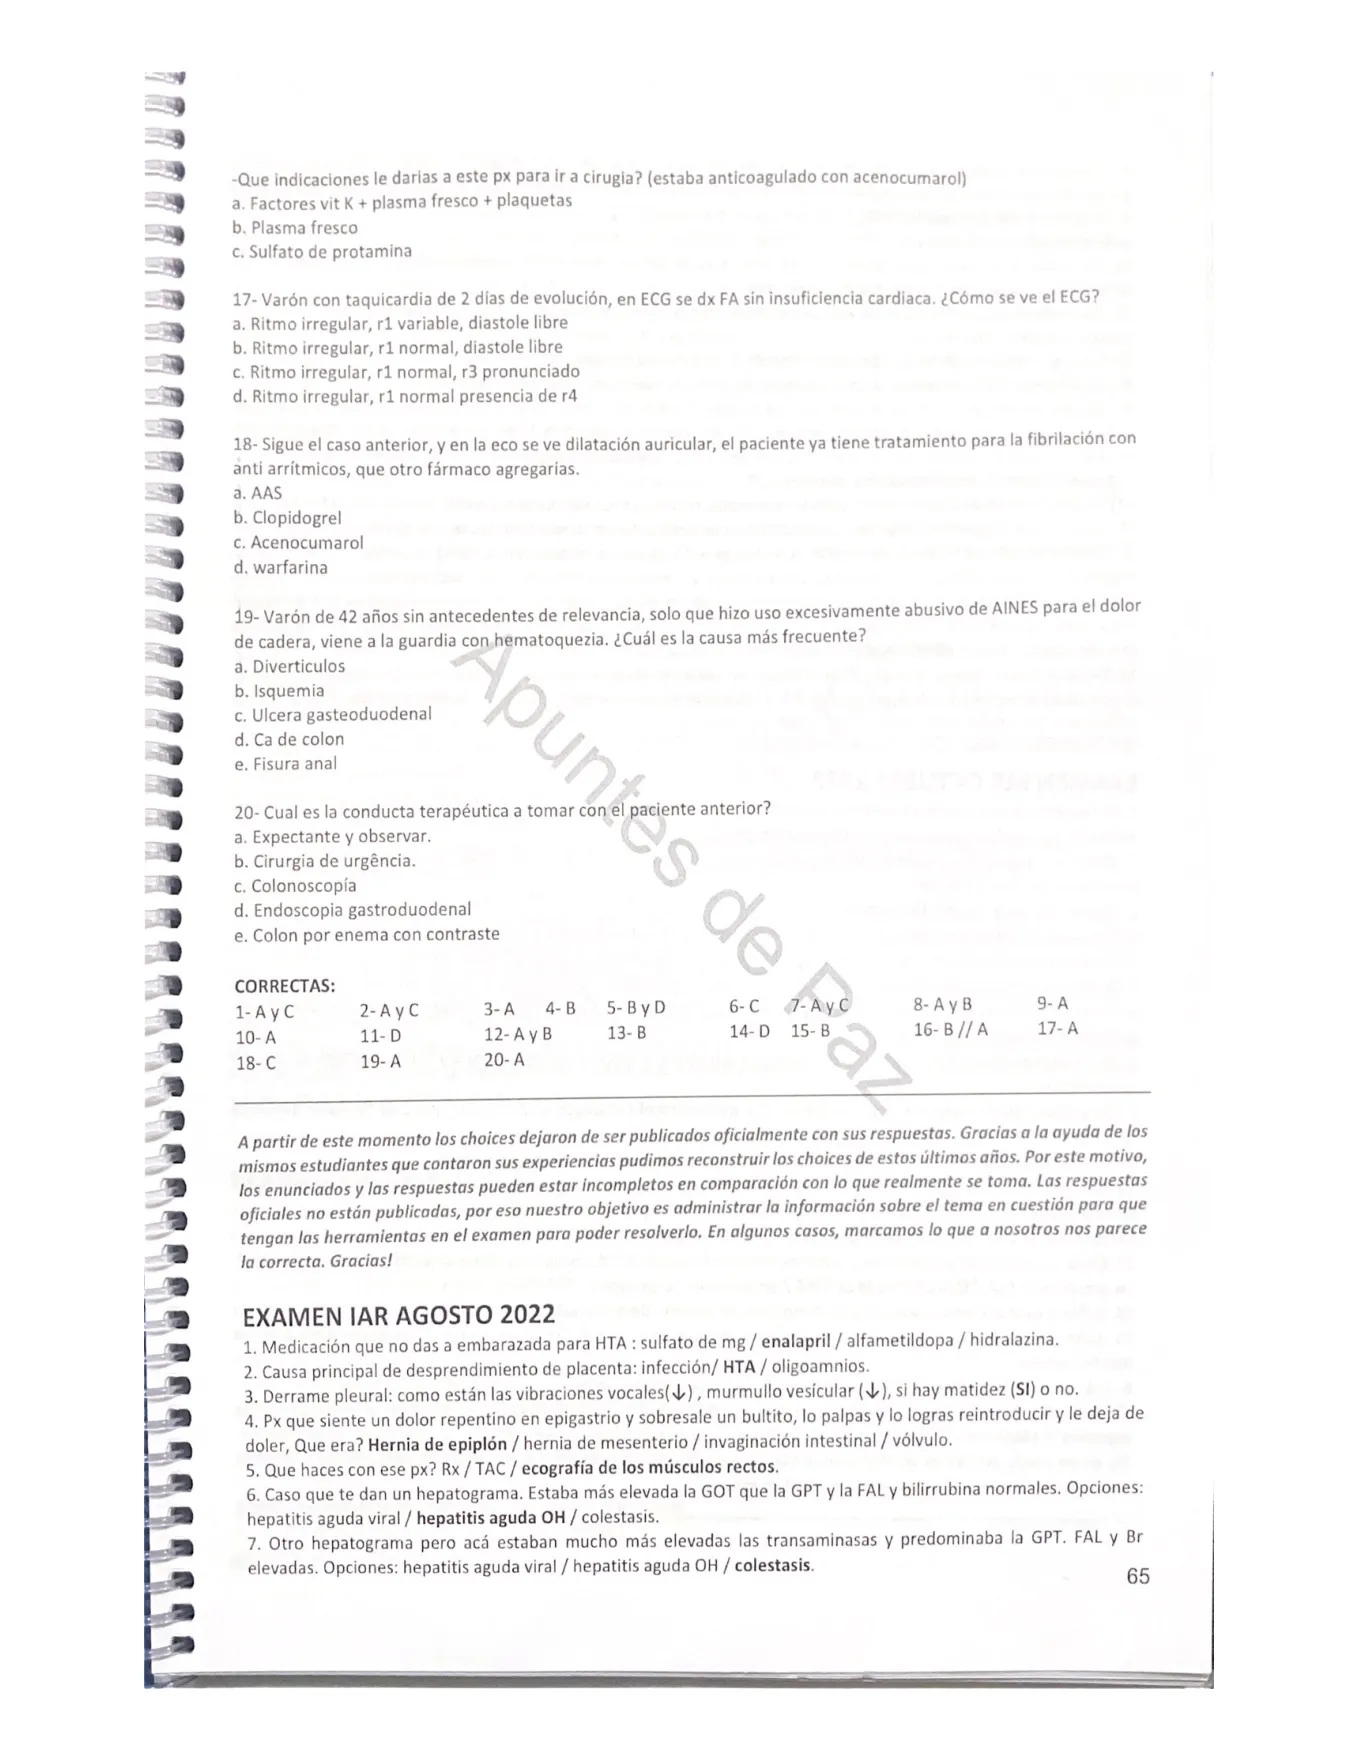 -Que indicaciones le darias a este px para ir a cirugia? (estaba anticoagulado con acenocumarol)
a. Factores vit K + plasma fresco + plaquetas
b. Plasma fresco
c. Sulfato de protamina
17- Varón con taquicardia de 2 días de evolución, en ECG se dx FA sin insuficiencia cardiaca. ¿Cómo se ve el ECG?
a. Ritmo irregular, r1 variable, diastole libre
b. Ritmo irregular, r1 normal, diastole libre
c. Ritmo irregular, r1 normal, r3 pronunciado
d. Ritmo irregular, r1 normal presencia de r4
18- Sigue el caso anterior, y en la eco se ve dilatación auricular, el paciente ya tiene tratamiento para la fibrilación con
anti arrítmicos, que otro fármaco agregarías.
a. AAS
b. Clopidogrel
c. Acenocumarol
d. warfarina
19- Varón de 42 años sin antecedentes de relevancia, solo que hizo uso excesivamente abusivo de AINES para el dolor
de cadera, viene a la guardia con hematoquezia. ¿Cuál es la causa más frecuente?
a. Diverticulos
b. Isquemia
c. Ulcera gasteoduodenal
d. Ca de colon
e. Fisura anal
20- Cual es la conducta terapéutica a tomar con el paciente anterior?
a. Expectante y observar.
b. Cirurgia de urgência.
c. Colonoscopía
d. Endoscopia gastroduodenal
e. Colon por enema con contraste
Apuntes de Paz
CORRECTAS:
1- A y C 2- A y C 3- A 4- B 5- B y D 6- C 7- A y C 8- A y B 9- A
10- A 11- D 12- A y B 13- B 14- D 15- B 16- B // A 17- A
18- C 19- A 20- A
A partir de este momento los choices dejaron de ser publicados oficialmente con sus respuestas. Gracias a la ayuda de los
mismos estudiantes que contaron sus experiencias pudimos reconstruir los choices de estos últimos años. Por este motivo,
los enunciados y las respuestas pueden estar incompletos en comparación con lo que realmente se toma. Las respuestas
oficiales no están publicadas, por eso nuestro objetivo es administrar la información sobre el tema en cuestión para que
tengan las herramientas en el examen para poder resolverlo. En algunos casos, marcamos lo que a nosotros nos parece
la correcta. Gracias!
EXAMEN IAR AGOSTO 2022
1. Medicación que no das a embarazada para HTA : sulfato de mg / enalapril / alfametildopa / hidralazina.
2. Causa principal de desprendimiento de placenta: infección/ HTA / oligoamnios.
3. Derrame pleural: como están las vibraciones vocales(↓) , murmullo vesícular (↓), si hay matidez (SI) o no.
4. Px que siente un dolor repentino en epigastrio y sobresale un bultito, lo palpas y lo logras reintroducir y le deja de
doler, Que era? Hernia de epiplón / hernia de mesenterio / invaginación intestinal / vólvulo.
5. Que haces con ese px? Rx / TAC / ecografía de los músculos rectos.
6. Caso que te dan un hepatograma. Estaba más elevada la GOT que la GPT y la FAL y bilirrubina normales. Opciones:
hepatitis aguda viral / hepatitis aguda OH / colestasis.
7. Otro hepatograma pero acá estaban mucho más elevadas las transaminasas y predominaba la GPT. FAL y Br
elevadas. Opciones: hepatitis aguda viral / hepatitis aguda OH / colestasis.
65